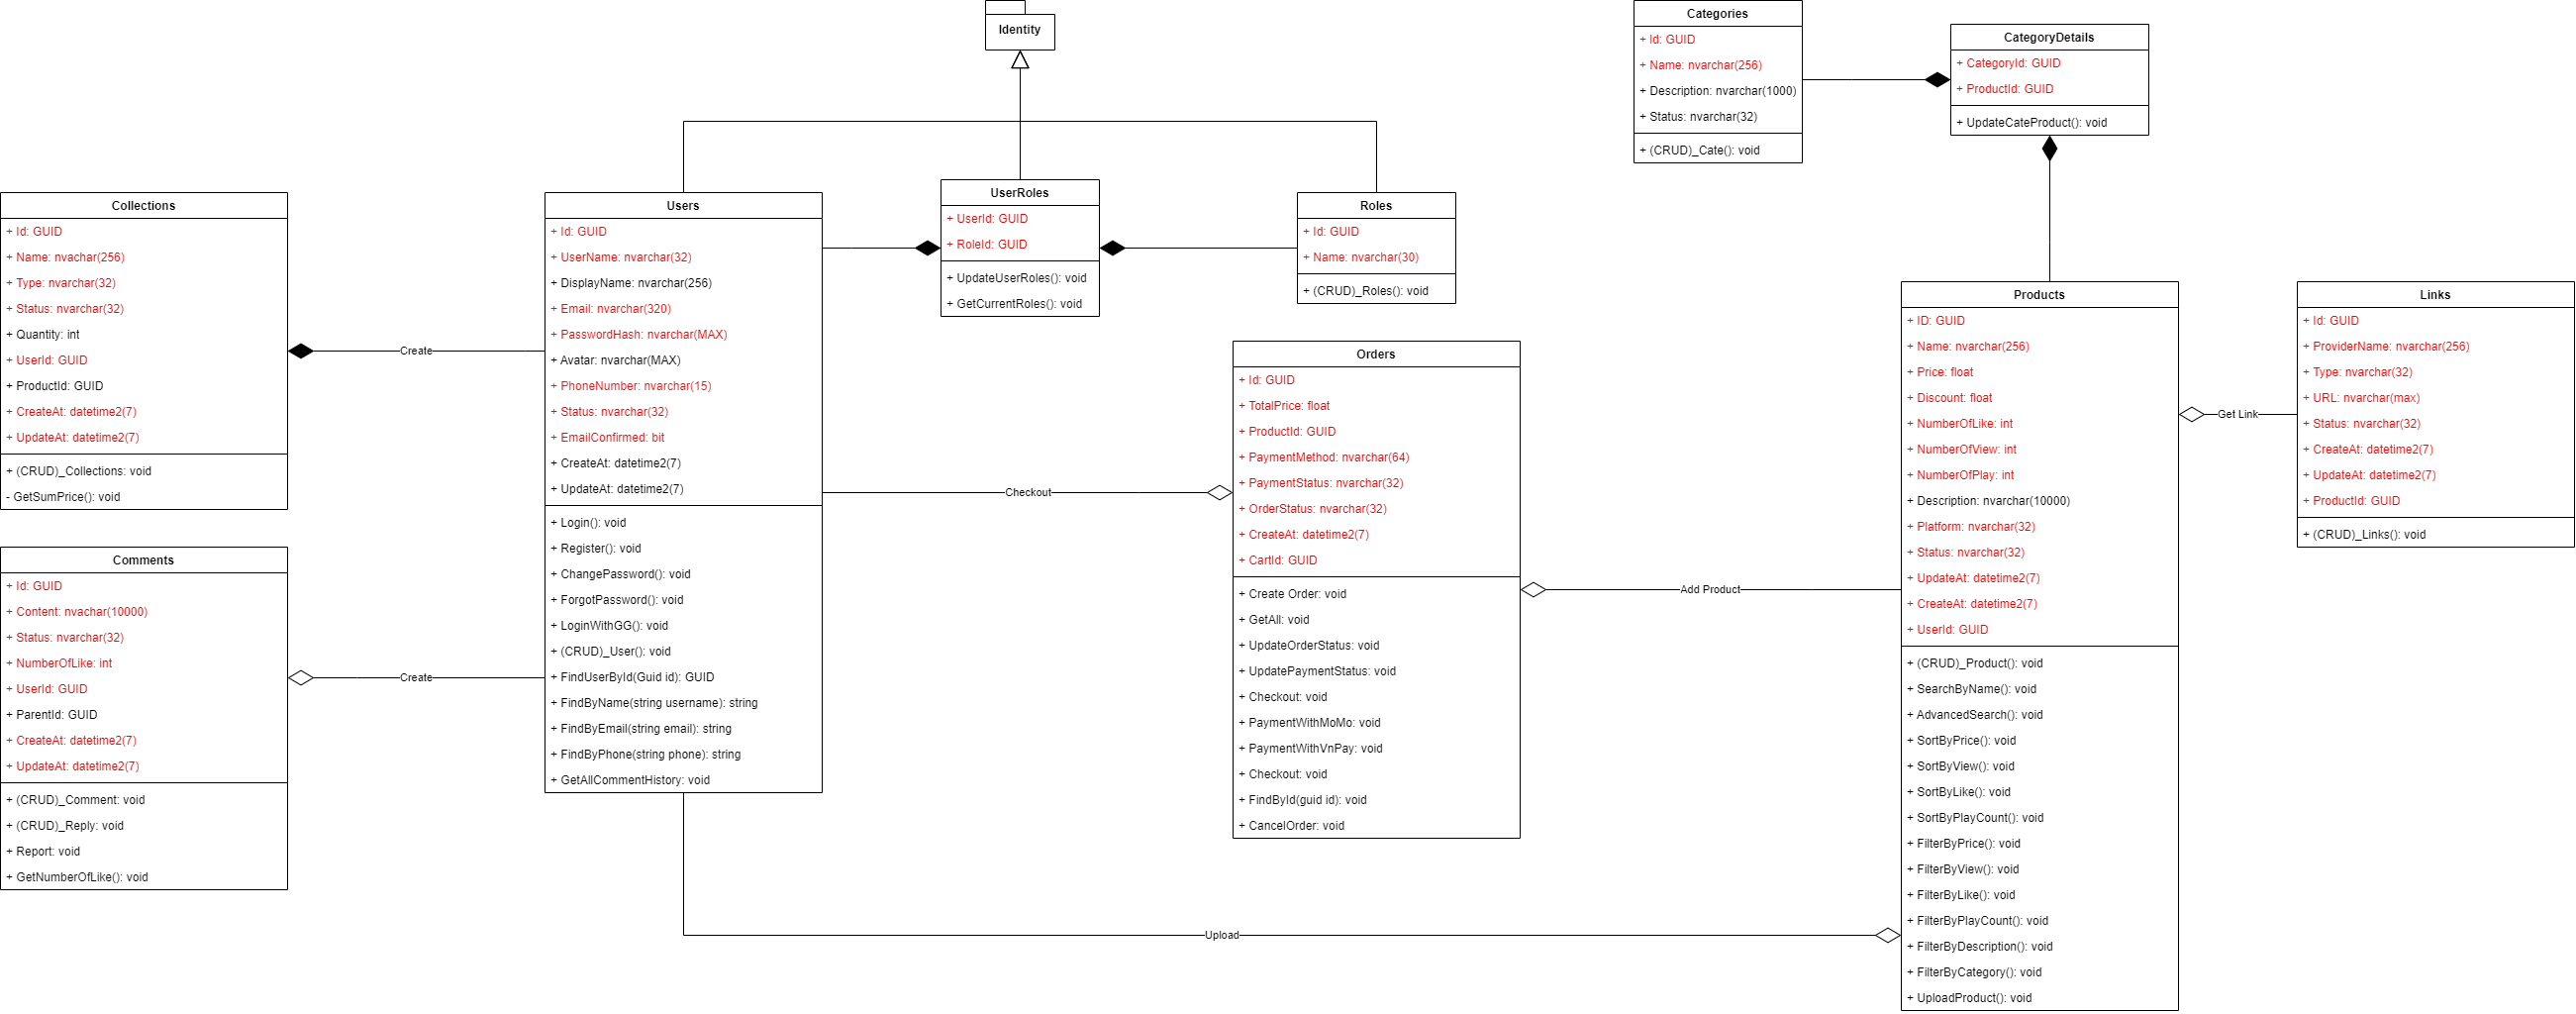 Identity
Categories
+ Id: GUID
+ Name: nvarchar(256)
+ Description: nvarchar(1000)
+ Status: nvarchar(32)
+ (CRUD)_Cate(): void
CategoryDetails
+ CategoryId: GUID
+ ProductId: GUID
+ UpdateCateProduct(): void
Collections
+ Id: GUID
+ Name: nvachar(256)
+ Type: nvarchar(32)
+ Status: nvarchar(32)
+ Quantity: int
+ UserId: GUID
+ ProductId: GUID
+ CreateAt: datetime2(7)
+ UpdateAt: datetime2(7)
+ (CRUD)_Collections: void
- GetSumPrice(): void
Create
Users
+ Id: GUID
+ UserName: nvarchar(32)
+ DisplayName: nvarchar(256)
+ Email: nvarchar(320)
+ PasswordHash: nvarchar(MAX)
+ Avatar: nvarchar(MAX)
+ PhoneNumber: nvarchar(15)
+ Status: nvarchar(32)
+ EmailConfirmed: bit
+ CreateAt: datetime2(7)
+ UpdateAt: datetime2(7)
+ Login(): void
+ Register(): void
+ ChangePassword(): void
+ ForgotPassword(): void
+ LoginWithGG(): void
+ (CRUD)_User(): void
+ FindUserById(Guid id): GUID
+ FindByName(string username): string
+ FindByEmail(string email): string
+ FindByPhone(string phone): string
+ GetAllCommentHistory: void
UserRoles
+ UserId: GUID
+ RoleId: GUID
+ UpdateUserRoles(): void
+ GetCurrentRoles(): void
Roles
+ Id: GUID
+ Name: nvarchar(30)
+ (CRUD)_Roles(): void
Comments
+ Id: GUID
+ Content: nvachar(10000)
+ Status: nvarchar(32)
+ NumberOfLike: int
+ UserId: GUID
+ ParentId: GUID
+ CreateAt: datetime2(7)
+ UpdateAt: datetime2(7)
+ (CRUD)_Comment: void
+ (CRUD)_Reply: void
+ Report: void
+ GetNumberOfLike(): void
Create
Checkout
Orders
+ Id: GUID
+ TotalPrice: float
+ ProductId: GUID
+ PaymentMethod: nvarchar(64)
+ PaymentStatus: nvarchar(32)
+ OrderStatus: nvarchar(32)
+ CreateAt: datetime2(7)
+ CartId: GUID
+ Create Order: void
+ GetAll: void
+ UpdateOrderStatus: void
+ UpdatePaymentStatus: void
+ Checkout: void
+ PaymentWithMoMo: void
+ PaymentWithVnPay: void
+ Checkout: void
+ FindById(guid id): void
+ CancelOrder: void
Add Product
Upload
Products
+ ID: GUID
+ Name: nvarchar(256)
+ Price: float
+ Discount: float
+ NumberOfLike: int
+ NumberOfView: int
+ NumberOfPlay: int
+ Description: nvarchar(10000)
+ Platform: nvarchar(32)
+ Status: nvarchar(32)
+ UpdateAt: datetime2(7)
+ CreateAt: datetime2(7)
+ UserId: GUID
+ (CRUD)_Product(): void
+ SearchByName(): void
+ AdvancedSearch(): void
+ SortByPrice(): void
+ SortByView(): void
+ SortByLike(): void
+ SortByPlayCount(): void
+ FilterByPrice(): void
+ FilterByView(): void
+ FilterByLike(): void
+ FilterByPlayCount(): void
+ FilterByDescription(): void
+ FilterByCategory(): void
+ UploadProduct(): void
Get Link
Links
+ Id: GUID
+ ProviderName: nvarchar(256)
+ Type: nvarchar(32)
+ URL: nvarchar(max)
+ Status: nvarchar(32)
+ CreateAt: datetime2(7)
+ UpdateAt: datetime2(7)
+ ProductId: GUID
+ (CRUD)_Links(): void